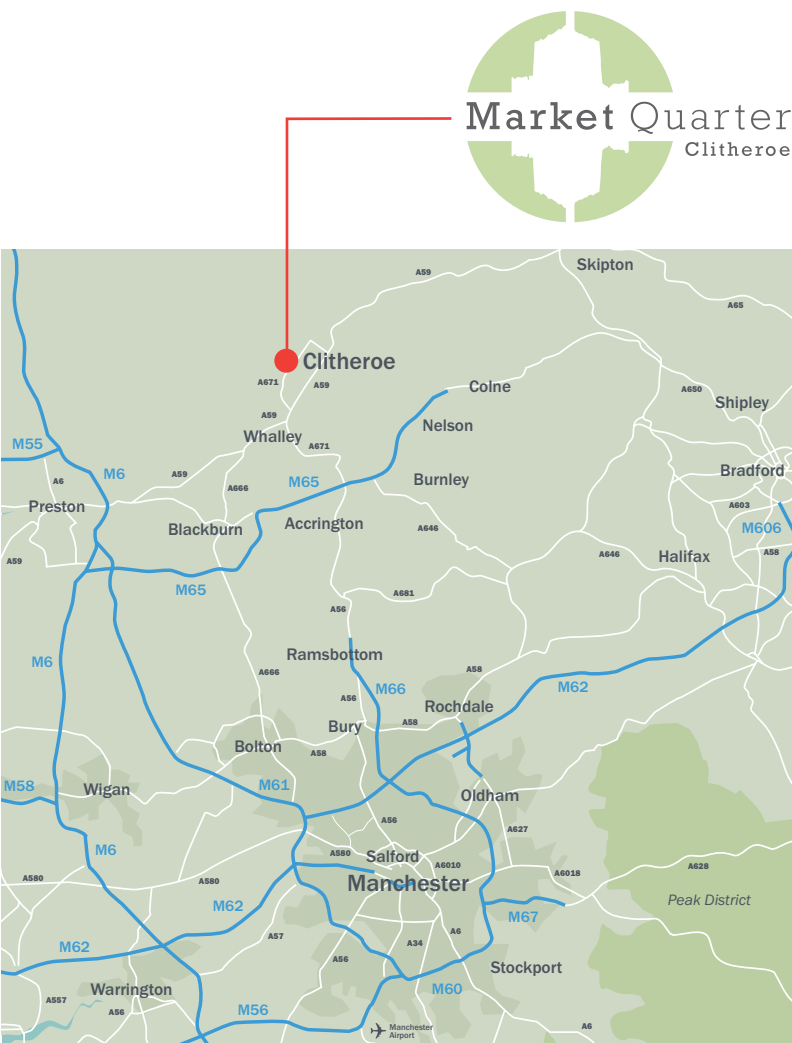 Market Quarter
Clitheroe
Skipton
A59
A65
Clitheroe
A671
A59
Colne
A650
Shipley
A59
Nelson
Whalley
A671
M55
M6
A59
M65
Burnley
Bradford
A6
A666
Preston
A603
Blackburn
Accrington
A646
M606
A59
A646
Halifax
A58
M65
A681
A56
M6
Ramsbottom
A666
A58
M66
M62
A56
Rochdale
A58
Bury
Bolton
A58
M58
Wigan
M61
Oldham
A56
A627
M6
A580
Salford
A6010
A628
A580
A580
Manchester
A6018
Peak District
M62
M67
A57
A6
M62
A34
A56
Stockport
Warrington
M60
A557
A56
M56
Manchester
Airport
A6